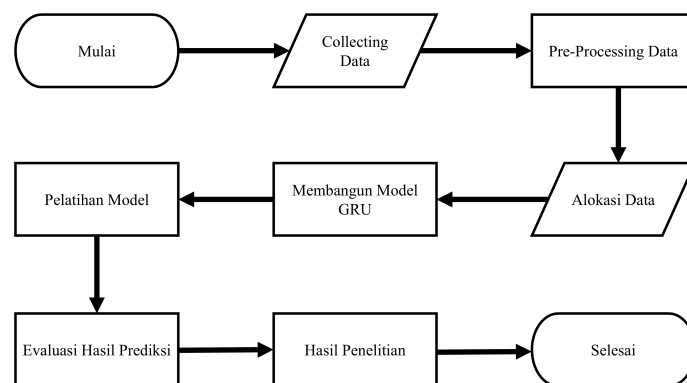 Mulai
Collecting
Data
Pre-Processing Data
Alokasi Data
Membangun Model
GRU
Pelatihan Model
Evaluasi Hasil Prediksi
Hasil Penelitian
Selesai